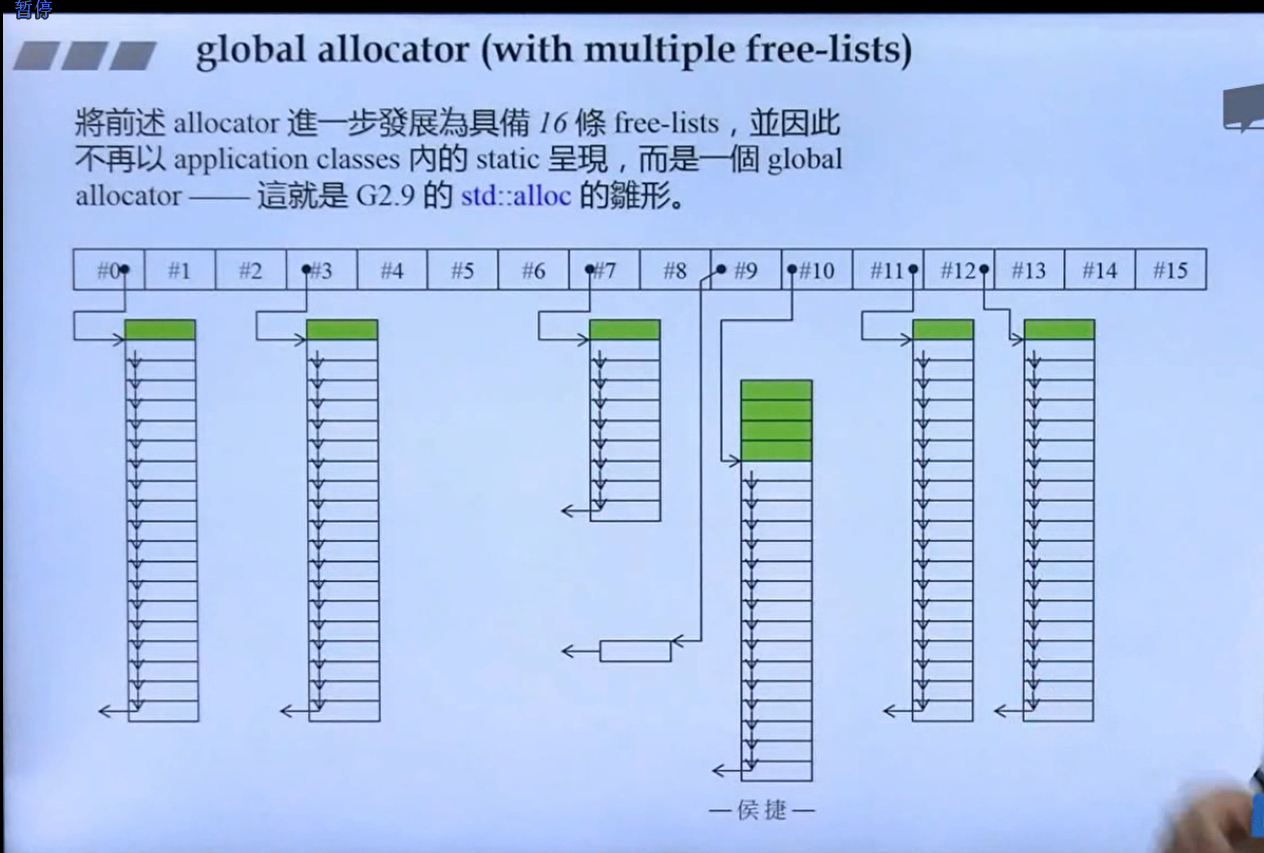 暂停
global allocator (with multiple free-lists)
將前述 allocator 進一步發展為具備 16 條 free-lists，並因此
不再以 application classes 內的 static 呈現，而是一個 global
allocator —— 這就是 G2.9 的 std::alloc 的雛形。
#0 #1 #2 #3 #4 #5 #6 #7 #8 #9 #10 #11 #12 #13 #14 #15
—侯捷—